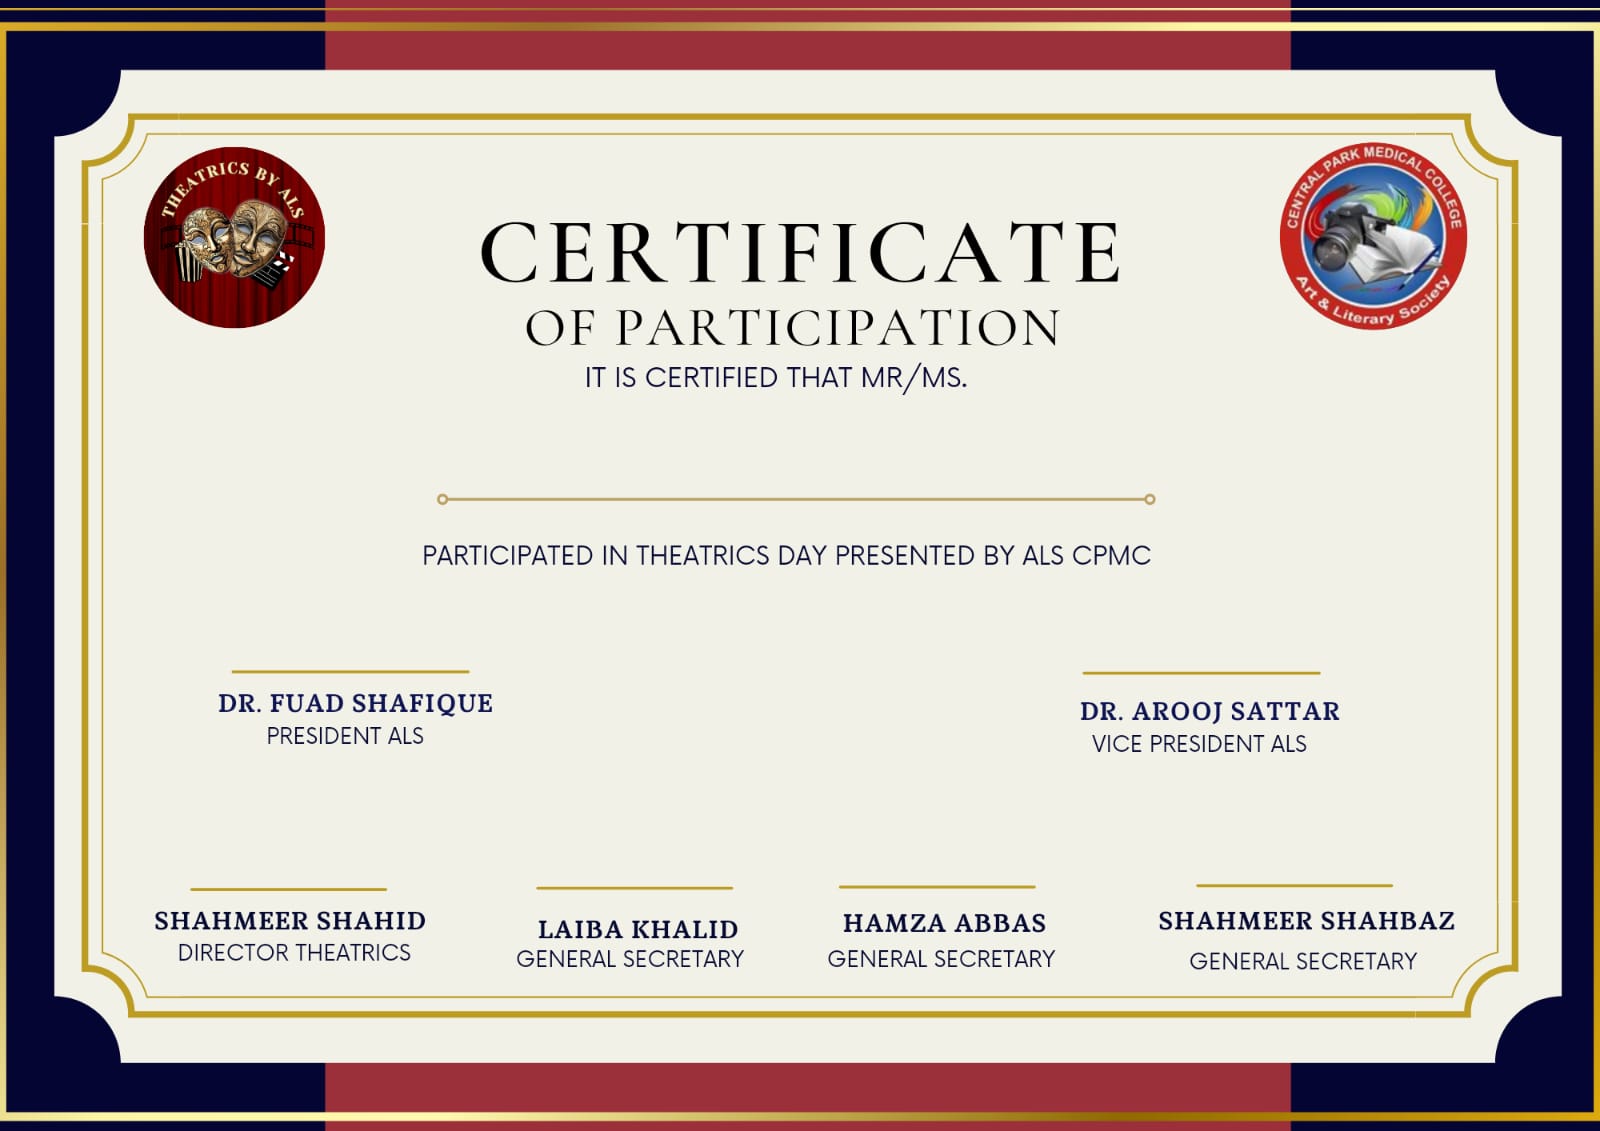 THEATRICS BY ALS
CENTRAL PARK MEDICAL COLLEGE
Art & Literary Society
CERTIFICATE
OF PARTICIPATION
IT IS CERTIFIED THAT MR/MS.
PARTICIPATED IN THEATRICS DAY PRESENTED BY ALS CPMC
DR. FUAD SHAFIQUE
PRESIDENT ALS
DR. AROOJ SATTAR
VICE PRESIDENT ALS
SHAHMEER SHAHID
DIRECTOR THEATRICS
LAIBA KHALID
GENERAL SECRETARY
HAMZA ABBAS
GENERAL SECRETARY
SHAHMEER SHAHBAZ
GENERAL SECRETARY